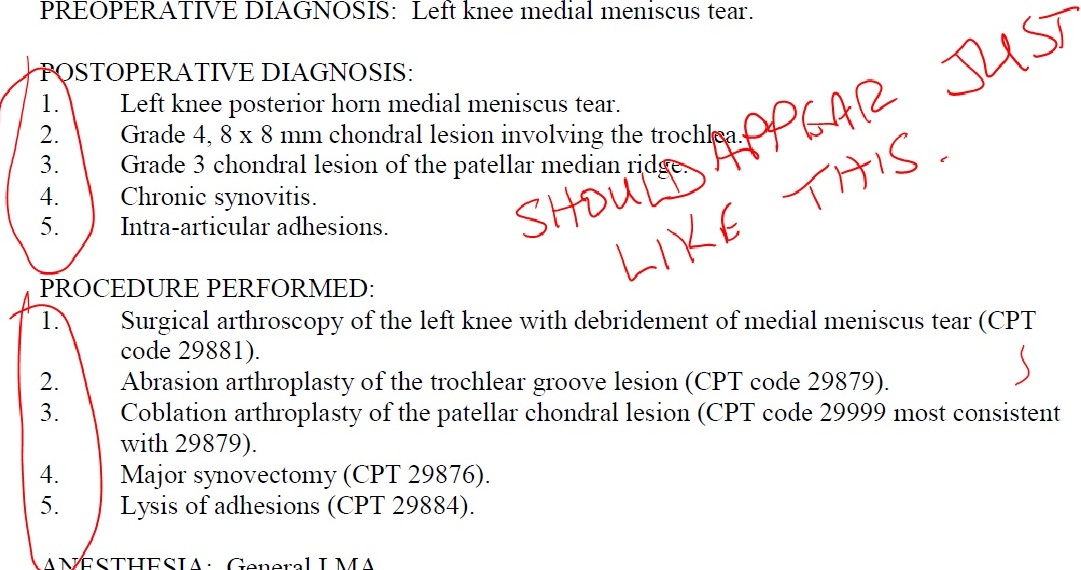 PREOPERATIVE DIAGNOSIS: Left knee medial meniscus tear.
POSTOPERATIVE DIAGNOSIS:
1. Left knee posterior horn medial meniscus tear.
2. Grade 4, 8 x 8 mm chondral lesion involving the trochlea.
3. Grade 3 chondral lesion of the patellar median ridge.
4. Chronic synovitis.
5. Intra-articular adhesions.
SHOULD APPEAR JUST
LIKE THIS.
PROCEDURE PERFORMED:
1. Surgical arthroscopy of the left knee with debridement of medial meniscus tear (CPT
code 29881).
2. Abrasion arthroplasty of the trochlear groove lesion (CPT code 29879).
3. Coblation arthroplasty of the patellar chondral lesion (CPT code 29999 most consistent
with 29879).
4. Major synovectomy (CPT 29876).
5. Lysis of adhesions (CPT 29884).
ANESTHESIA: General LMA